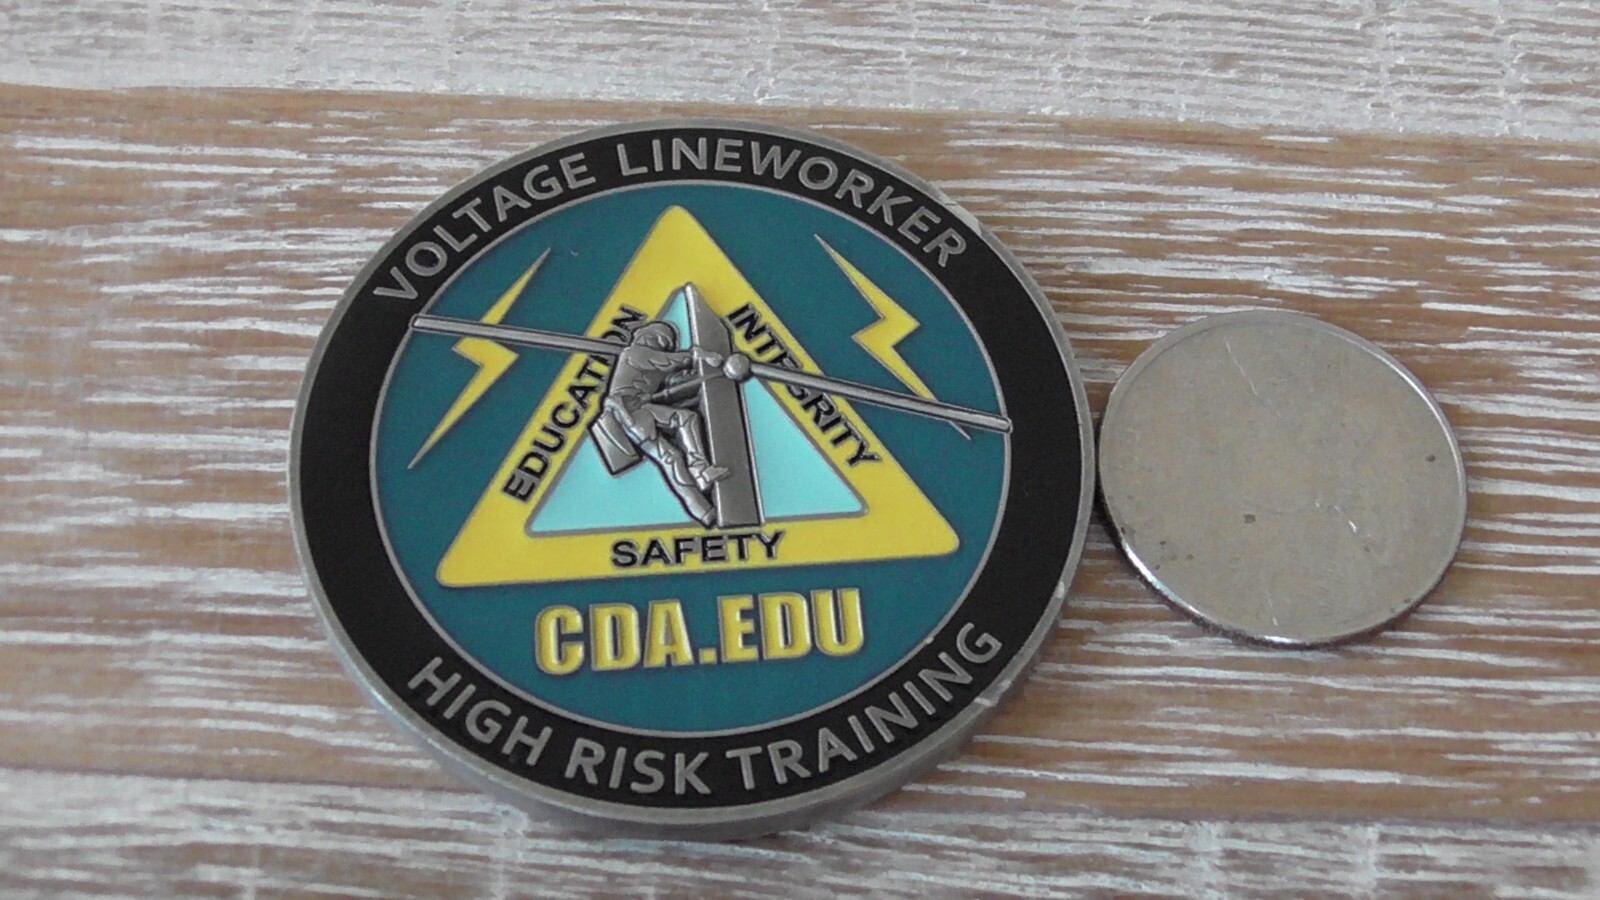 VOLTAGE LINEWORKER
EDUCATION
INTEGRITY
SAFETY
CDA.EDU
HIGH RISK TRAINING